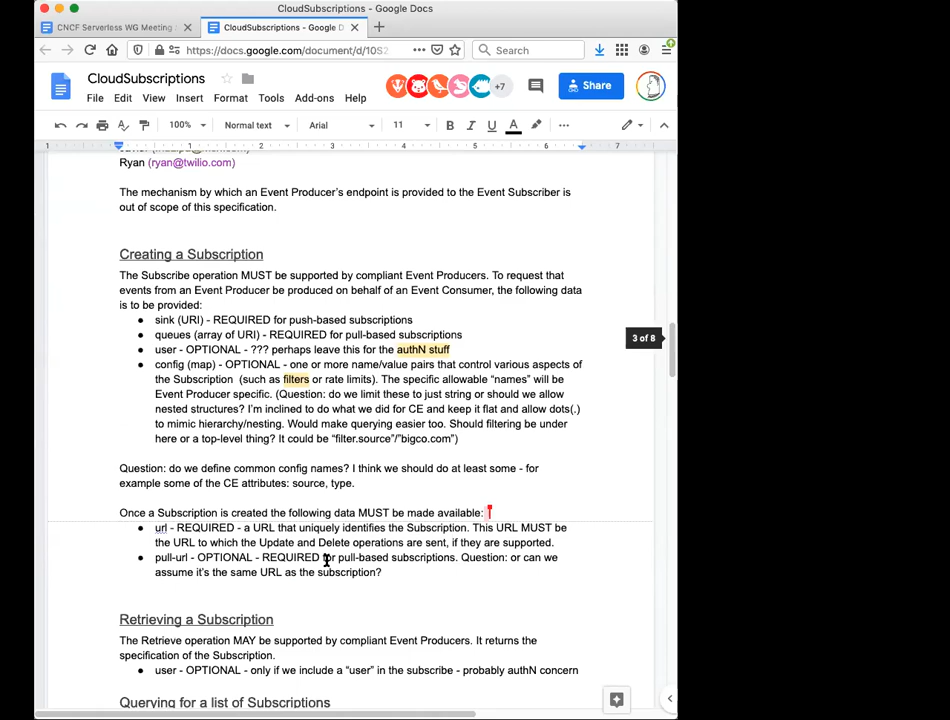 CloudSubscriptions - Google Docs
CNCF Serverless WG Meeting
CloudSubscriptions - Google D
https://docs.google.com/document/d/10S2
Search
CloudSubscriptions
+7
Share
File Edit View Insert Format Tools Add-ons Help
100% Normal text Arial 11 B I U A
1 1 2 3 4 5 6 7
Ryan (ryan@twilio.com)
The mechanism by which an Event Producer’s endpoint is provided to the Event Subscriber is
out of scope of this specification.
Creating a Subscription
The Subscribe operation MUST be supported by compliant Event Producers. To request that
events from an Event Producer be produced on behalf of an Event Consumer, the following data
is to be provided:
● sink (URI) - REQUIRED for push-based subscriptions
● queues (array of URI) - REQUIRED for pull-based subscriptions
● user - OPTIONAL - ??? perhaps leave this for the authN stuff
● config (map) - OPTIONAL - one or more name/value pairs that control various aspects of
the Subscription (such as filters or rate limits). The specific allowable “names” will be
Event Producer specific. (Question: do we limit these to just string or should we allow
nested structures? I’m inclined to do what we did for CE and keep it flat and allow dots(.)
to mimic hierarchy/nesting. Would make querying easier too. Should filtering be under
here or a top-level thing? It could be “filter.source”/”bigco.com”)
3 of 8
Question: do we define common config names? I think we should do at least some - for
example some of the CE attributes: source, type.
Once a Subscription is created the following data MUST be made available:
● url - REQUIRED - a URL that uniquely identifies the Subscription. This URL MUST be
the URL to which the Update and Delete operations are sent, if they are supported.
● pull-url - OPTIONAL - REQUIRED for pull-based subscriptions. Question: or can we
assume it’s the same URL as the subscription?
Retrieving a Subscription
The Retrieve operation MAY be supported by compliant Event Producers. It returns the
specification of the Subscription.
● user - OPTIONAL - only if we include a “user” in the subscribe - probably authN concern
Querying for a list of Subscriptions